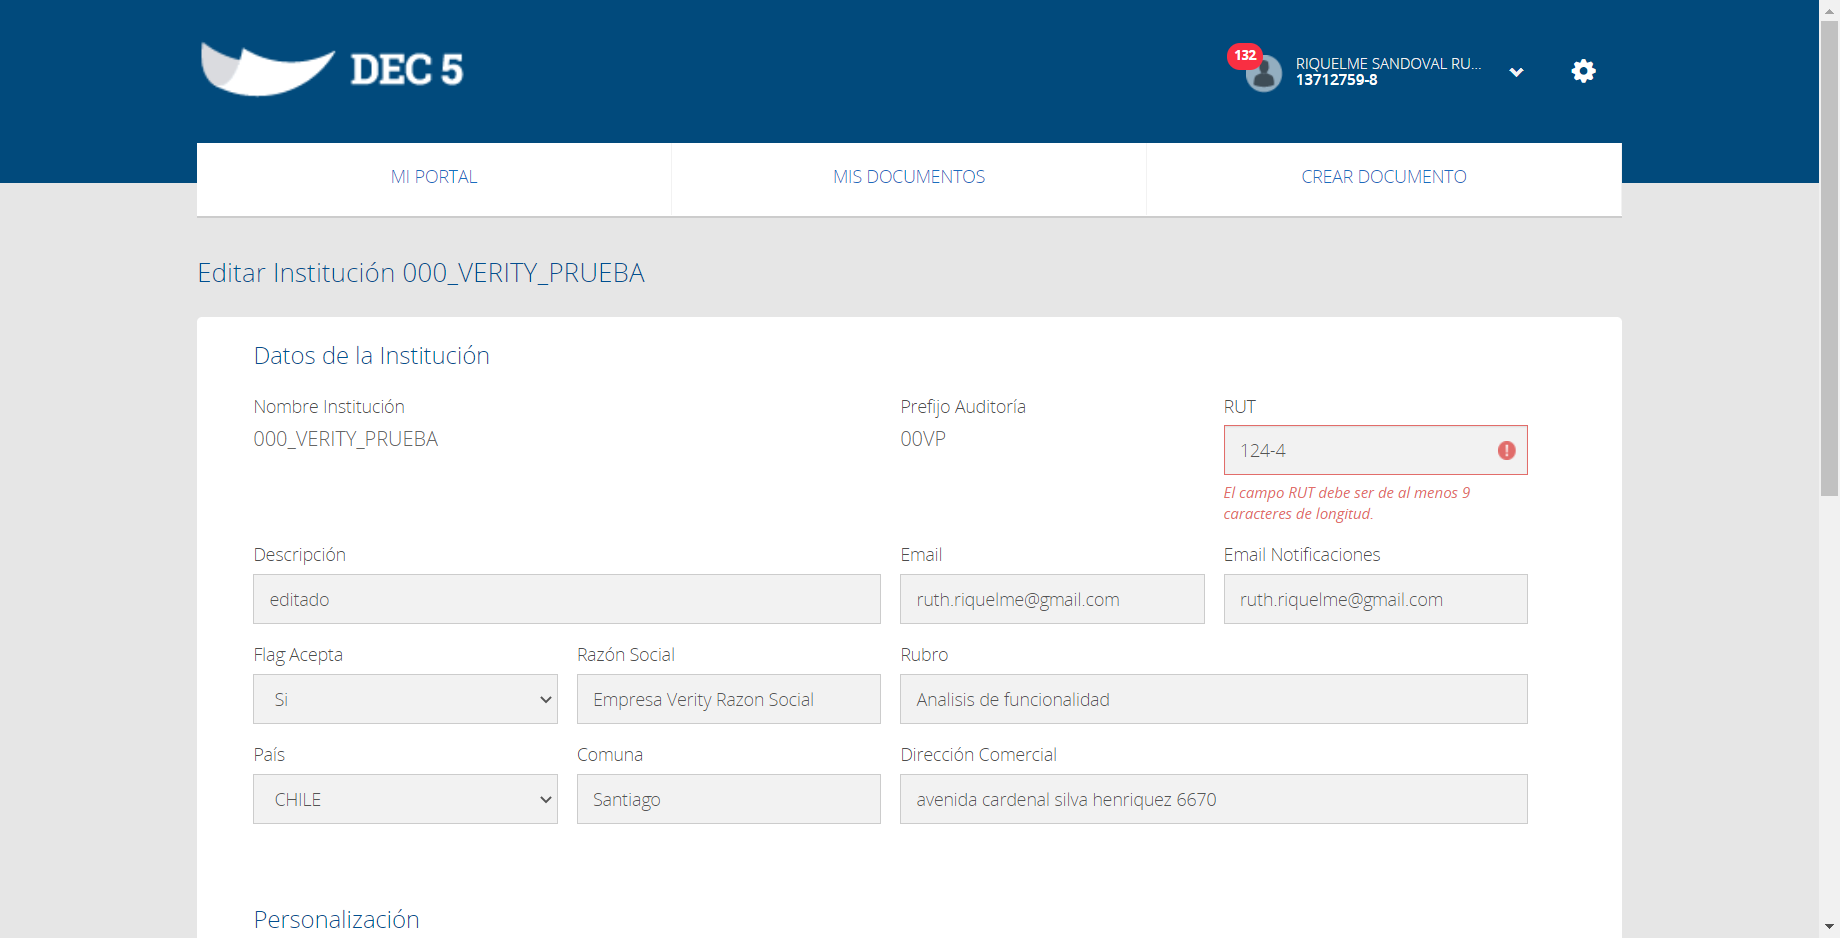 DEC 5
132
RIQUELME SANDOVAL RU...
13712759-8
MI PORTAL
MIS DOCUMENTOS
CREAR DOCUMENTO
Editar Institución 000_VERITY_PRUEBA
Datos de la Institución
Nombre Institución
000_VERITY_PRUEBA
Prefijo Auditoría
00VP
RUT
124-4
El campo RUT debe ser de al menos 9
caracteres de longitud.
Descripción
editado
Email
ruth.riquelme@gmail.com
Email Notificaciones
ruth.riquelme@gmail.com
Flag Acepta
Si
Razón Social
Empresa Verity Razon Social
Rubro
Analisis de funcionalidad
País
CHILE
Comuna
Santiago
Dirección Comercial
avenida cardenal silva henriquez 6670
Personalización